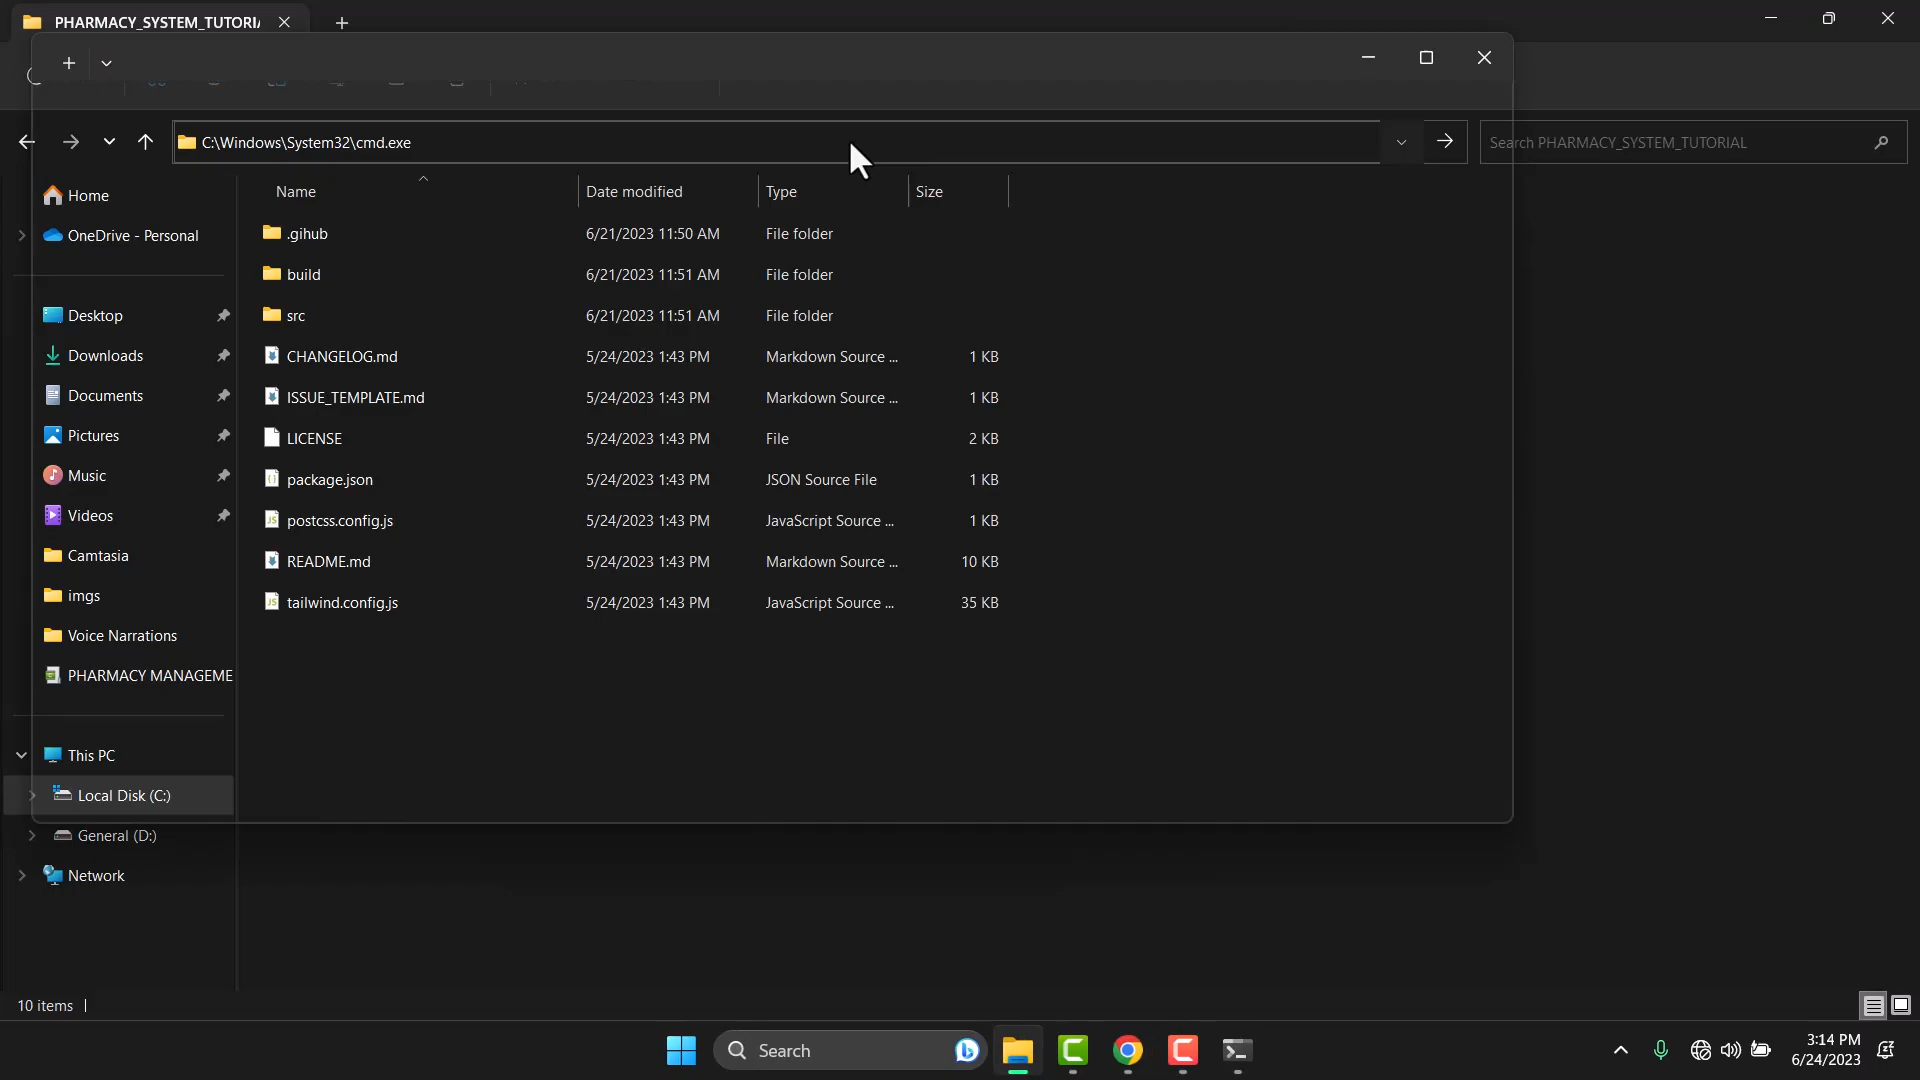 PHARMACY_SYSTEM_TUTORI
C:\Windows\System32\cmd.exe
Search PHARMACY_SYSTEM_TUTORIAL
Name
Date modified
Type
Size
Home
OneDrive - Personal
Desktop
Downloads
Documents
Pictures
Music
Videos
Camtasia
imgs
Voice Narrations
PHARMACY MANAGEME
This PC
Local Disk (C:)
General (D:)
Network
.gihub 6/21/2023 11:50 AM File folder
build 6/21/2023 11:51 AM File folder
src 6/21/2023 11:51 AM File folder
CHANGELOG.md 5/24/2023 1:43 PM Markdown Source ... 1 KB
ISSUE_TEMPLATE.md 5/24/2023 1:43 PM Markdown Source ... 1 KB
LICENSE 5/24/2023 1:43 PM File 2 KB
package.json 5/24/2023 1:43 PM JSON Source File 1 KB
postcss.config.js 5/24/2023 1:43 PM JavaScript Source ... 1 KB
README.md 5/24/2023 1:43 PM Markdown Source ... 10 KB
tailwind.config.js 5/24/2023 1:43 PM JavaScript Source ... 35 KB
10 items
Search
3:14 PM
6/24/2023